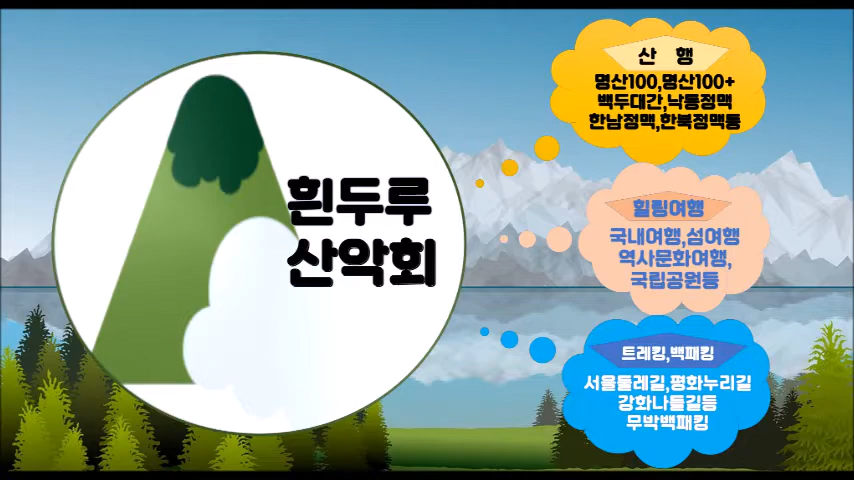 흰두루
산악회
산 행
명산100,명산100+
백두대간,낙동정맥
한남정맥,한북정맥등
힐링여행
국내여행,섬여행
역사문화여행,
국립공원등
트레킹,백패킹
서울둘레길,평화누리길
강화나들길등
무박백패킹